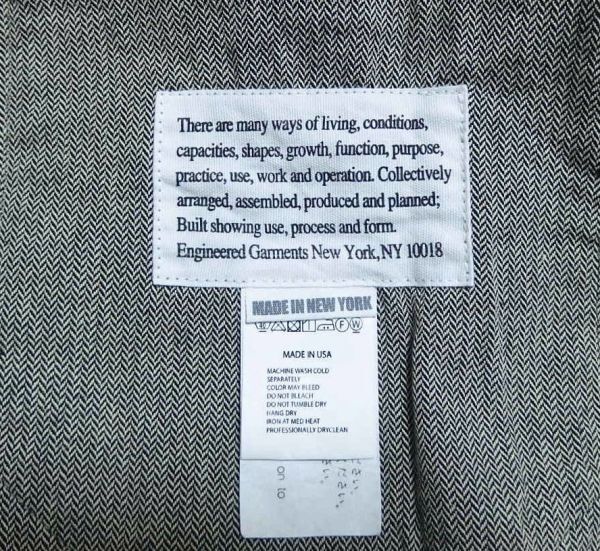 There are many ways of living, conditions,
capacities, shapes, growth, function, purpose,
practice, use, work and operation. Collectively
arranged, assembled, produced and planned;
Built showing use, process and form.
Engineered Garments New York, NY 10018
MADE IN NEW YORK
MADE IN USA
MACHINE WASH COLD
SEPARATELY
COLOR MAY BLEED
DO NOT BLEACH
DO NOT TUMBLE DRY
HANG DRY
IRON AT MED HEAT
PROFESSIONALLY DRYCLEAN
on to